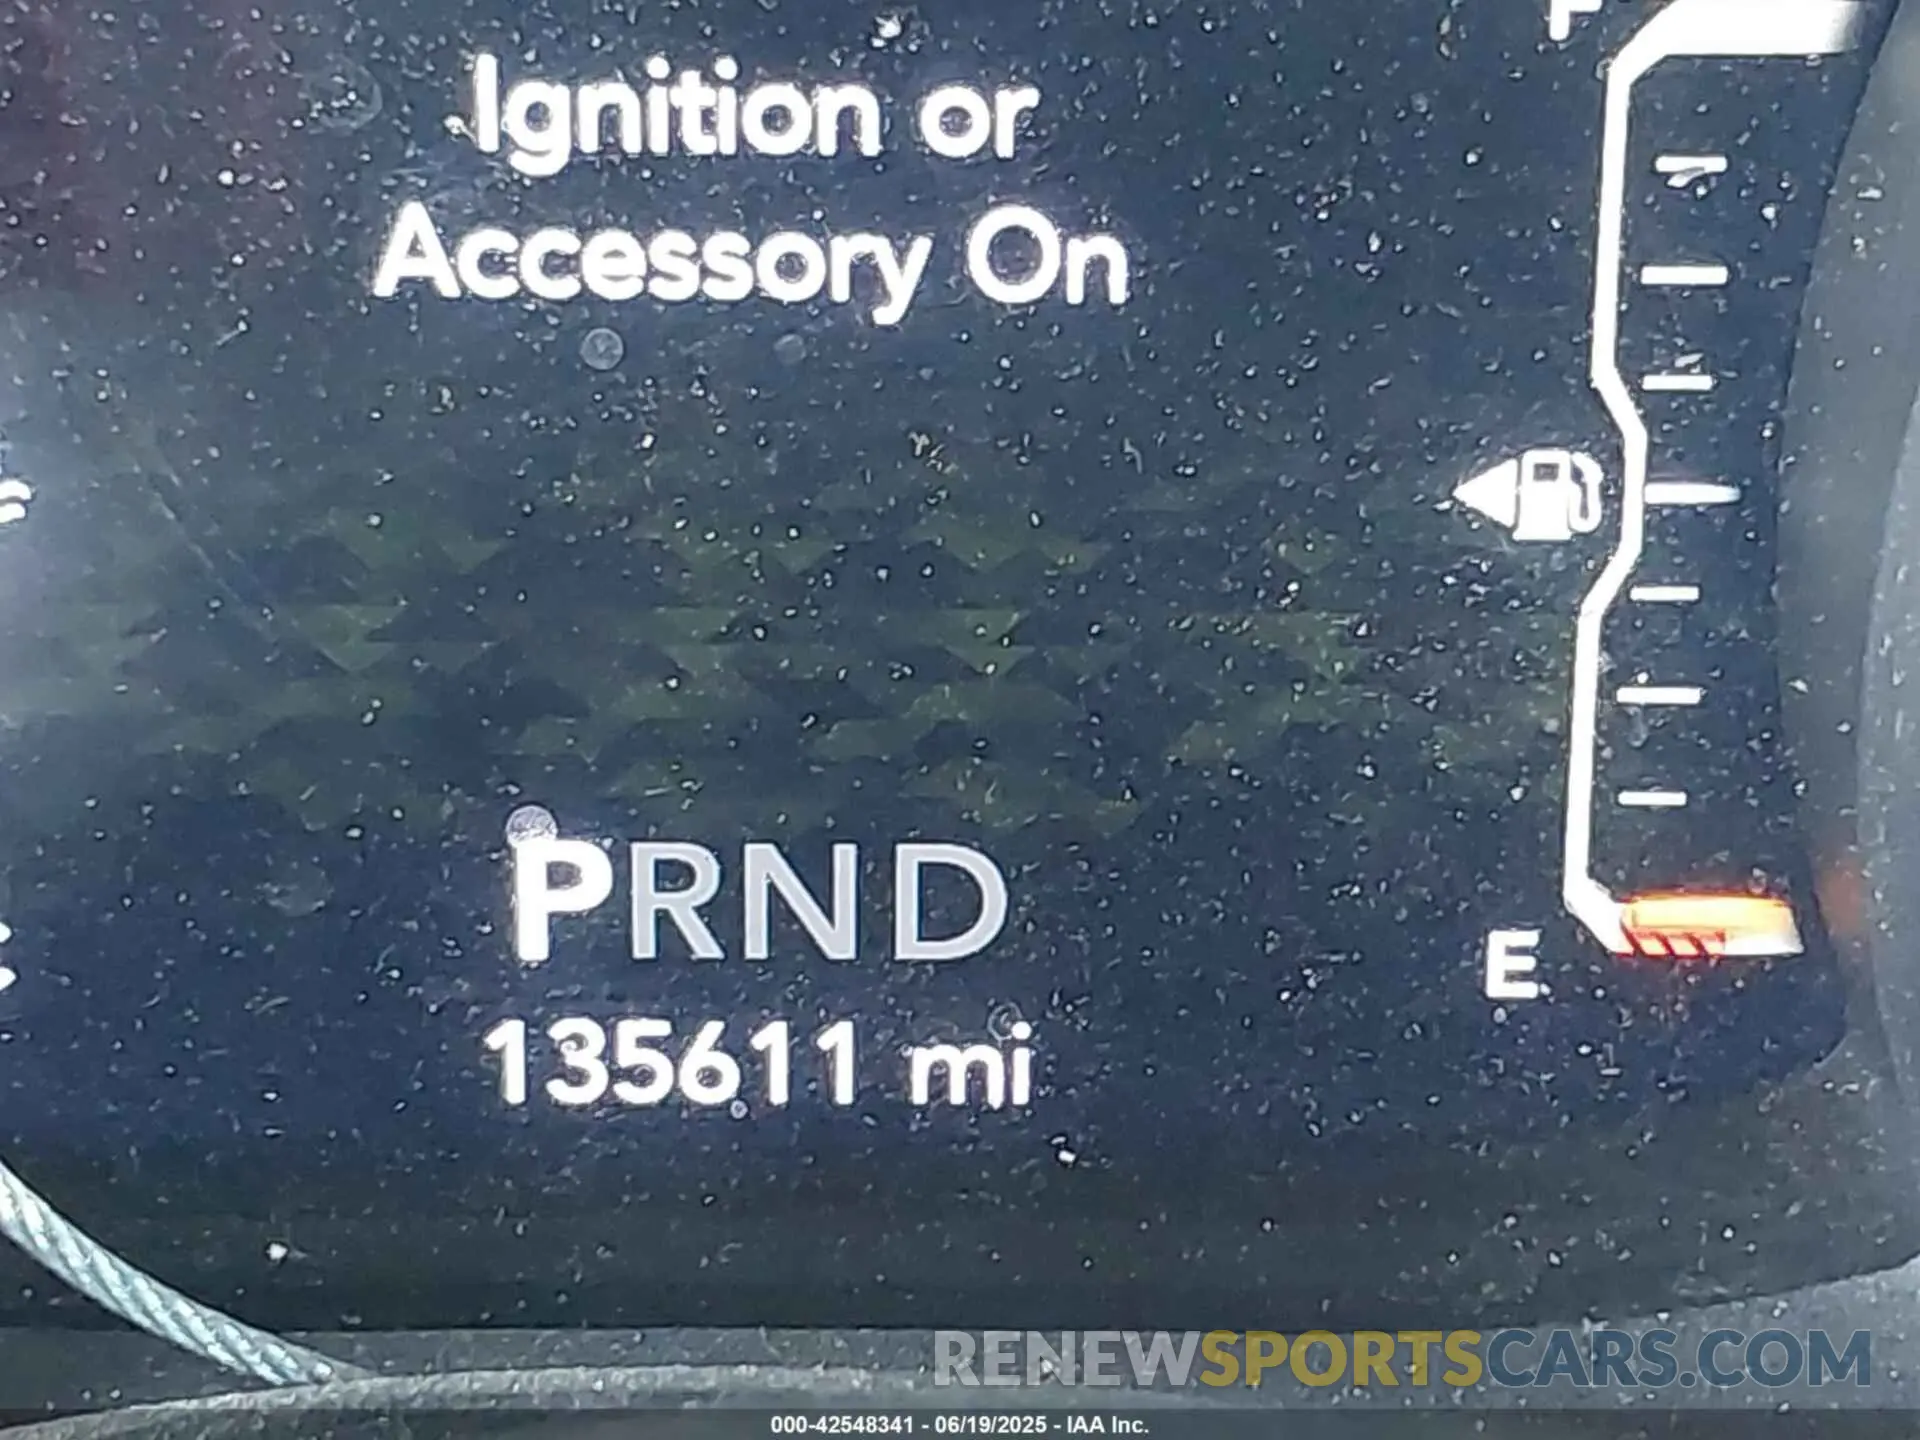 F
Ignition or
Accessory On
PRND
E
135611 mi
RENEWSPORTSCARS.COM
000-42548341 - 06/19/2025 - IAA Inc.